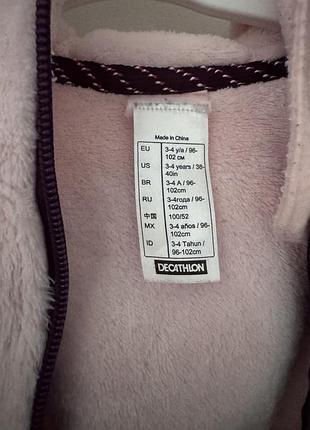 Made in China
EU 3-4 y/a / 96-
102 см
US 3-4 years / 38-
40in
BR 3-4 A / 96-
102cm
RU 3-4года / 96-
102cm
中国 100/52
MX 3-4 años / 96-
102cm
ID 3-4 Tahun /
96-102cm
DECATHLON